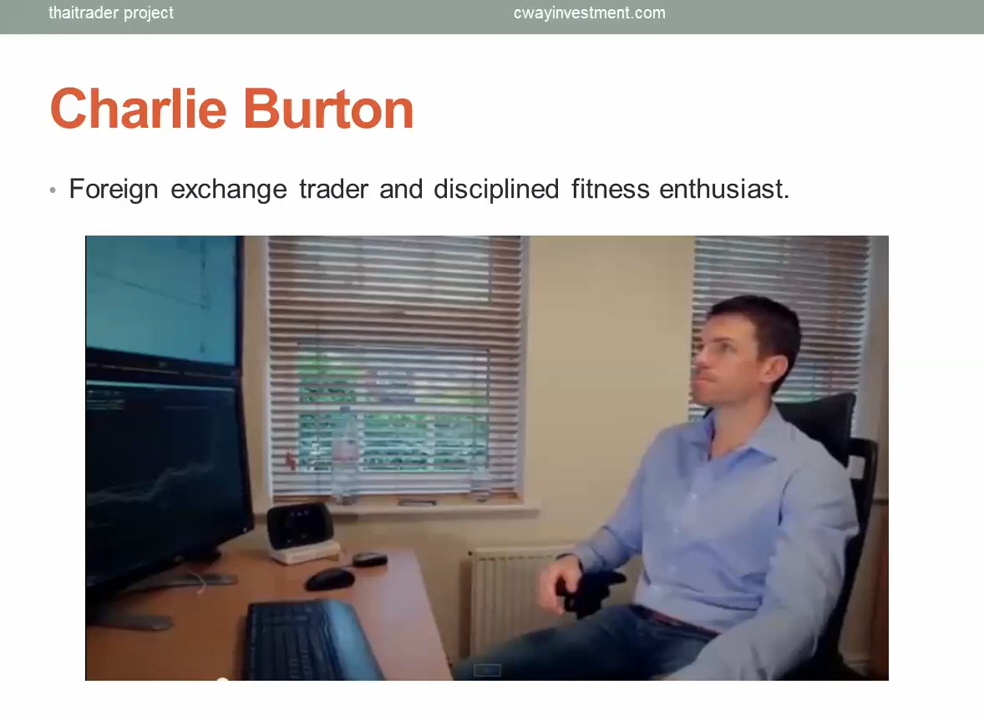 thaitrader project
cwayinvestment.com
Charlie Burton
• Foreign exchange trader and disciplined fitness enthusiast.